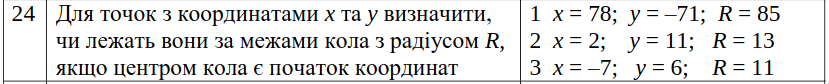 24 Для точок з координатами x та y визначити, 1 x = 78; y = –71; R = 85
чи лежать вони за межами кола з радіусом R, 2 x = 2; y = 11; R = 13
якщо центром кола є початок координат 3 x = –7; y = 6; R = 11